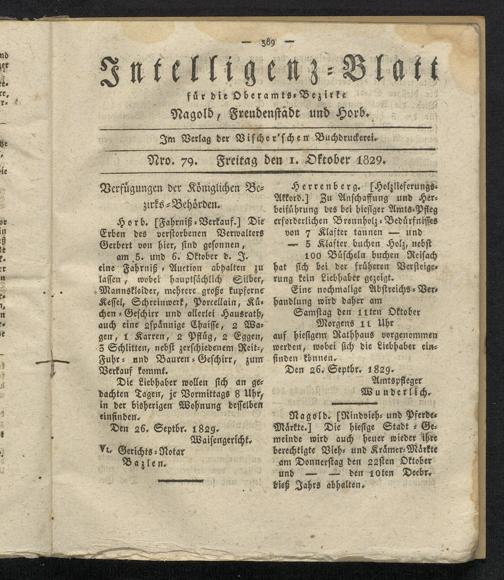 — 389 —
Intelligenz-Blatt
für die Oberamts-Bezirke
Nagold, Freudenstadt und Horb.
Im Verlag der Vischer'schen Buchdruckerei.
Nro. 79. Freitag den 1. Oktober 1829.
Verfügungen der Königlichen Be-
zirks-Behörden.
Horb. [Fahrniß-Verkauf.] Die
Erben des verstorbenen Verwalters
Gerbert von hier, sind gesonnen,
am 5. und 6. Oktober d. J.
eine Fahrniß-Auction abhalten zu
lassen, wobei hauptsächlich Silber,
Mannskleider, mehrere große kupferne
Kessel, Schreinwerk, Porcellain, Kü-
chen-Geschirr und allerlei Hausrath,
auch eine 2spännige Chaise, 2 Wa-
gen, 1 Karren, 2 Pflüg, 2 Eggen,
3 Schlitten, nebst verschiedenem Reit-,
Fuhr- und Bauren-Geschirr, zum
Verkauf kommt.
Die Liebhaber wollen sich an ge-
dachten Tagen, je Vormittags 8 Uhr,
in der bisherigen Wohnung desselben
einfinden.
Den 26. Septbr. 1829.
Waisengericht.
Vt. Gerichts-Notar
Bazlen.
Herrenberg. [Holzlieferungs-
Akkord.] Zu Anschaffung und Her-
beiführung des bei hiesiger Amts-Pfleg
erforderlichen Brennholz-Bedürfnisses
von 7 Klafter tannen — und
— 5 Klafter buchen Holz, nebst
100 Büscheln buchen Reisach
hat sich bei der früheren Versteige-
rung kein Liebhaber gezeigt.
Eine nochmalige Abstreichs-Ver-
handlung wird daher am
Samstag den 11ten Oktober
Morgens 11 Uhr
auf hiesigem Rathhaus vorgenommen
werden, wobei sich die Liebhaber ein-
finden können.
Den 26. Septbr. 1829.
Amtspfleger
Wunderlich.
Nagold. [Rindvieh- und Pferde-
Märkte.] Die hiesige Stadt-Ge-
meinde wird auch heuer wieder ihre
berechtigte Vieh- und Krämer-Märkte
am Donnerstag den 22sten Oktober
und — — den 10ten Decbr.
dieß Jahrs abhalten.